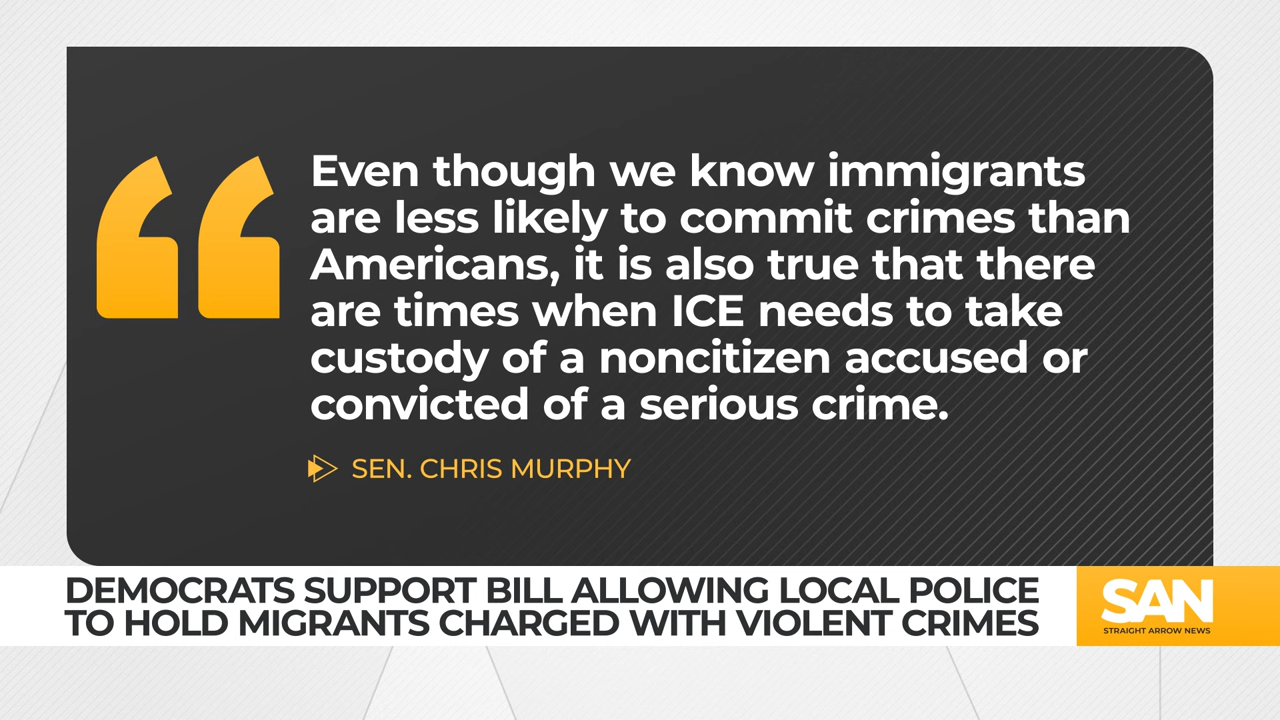 Even though we know immigrants
are less likely to commit crimes than
Americans, it is also true that there
are times when ICE needs to take
custody of a noncitizen accused or
convicted of a serious crime.
SEN. CHRIS MURPHY
DEMOCRATS SUPPORT BILL ALLOWING LOCAL POLICE
TO HOLD MIGRANTS CHARGED WITH VIOLENT CRIMES
SAN
STRAIGHT ARROW NEWS